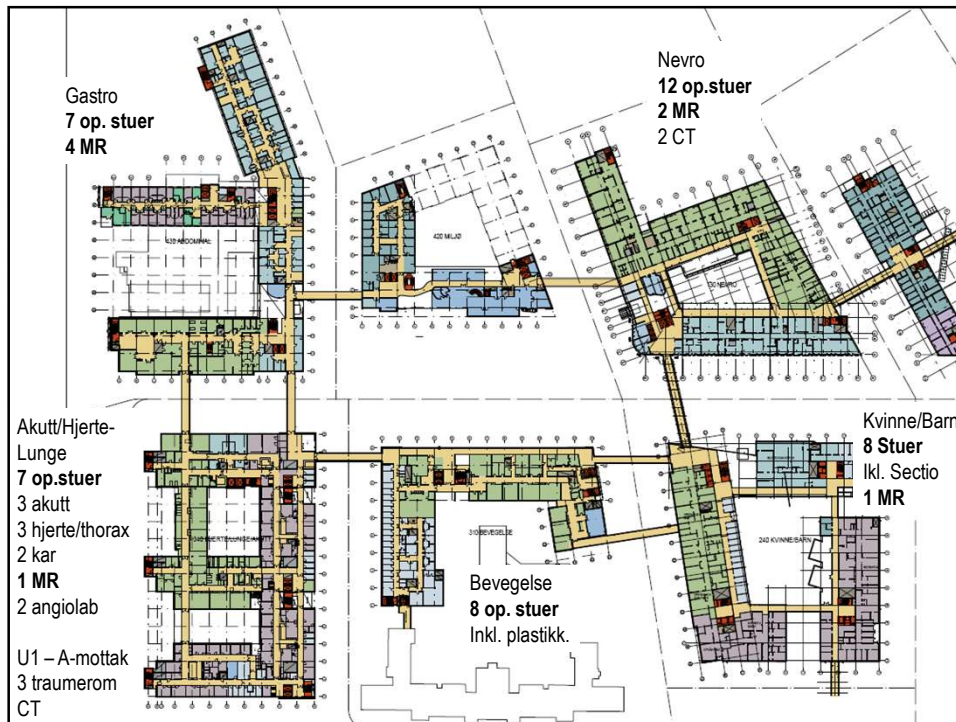 Gastro
7 op. stuer
4 MR
Nevro
12 op.stuer
2 MR
2 CT
430 ABDOMINAL
420 MILJØ
Akutt/Hjerte-
Lunge
7 op.stuer
3 akutt
3 hjerte/thorax
2 kar
1 MR
2 angiolab
U1 – A-mottak
3 traumerom
CT
310 BEVEGELSE
Bevegelse
8 op. stuer
Inkl. plastikk.
Kvinne/Barn
8 Stuer
Ikl. Sectio
1 MR
240 KVINNE/BARN